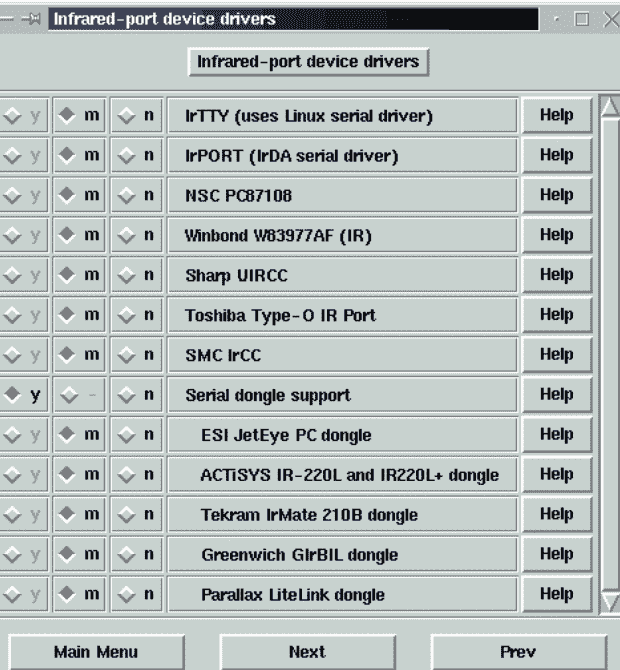 Infrared-port device drivers
Infrared-port device drivers
y m n IrTTY (uses Linux serial driver) Help
y m n IrPORT (IrDA serial driver) Help
y m n NSC PC87108 Help
y m n Winbond W83977AF (IR) Help
y m n Sharp UIRCC Help
y m n Toshiba Type-O IR Port Help
y m n SMC IrCC Help
y - n Serial dongle support Help
y m n ESI JetEye PC dongle Help
y m n ACTiSYS IR-220L and IR220L+ dongle Help
y m n Tekram IrMate 210B dongle Help
y m n Greenwich GIrBIL dongle Help
y m n Parallax LiteLink dongle Help
Main Menu Next Prev